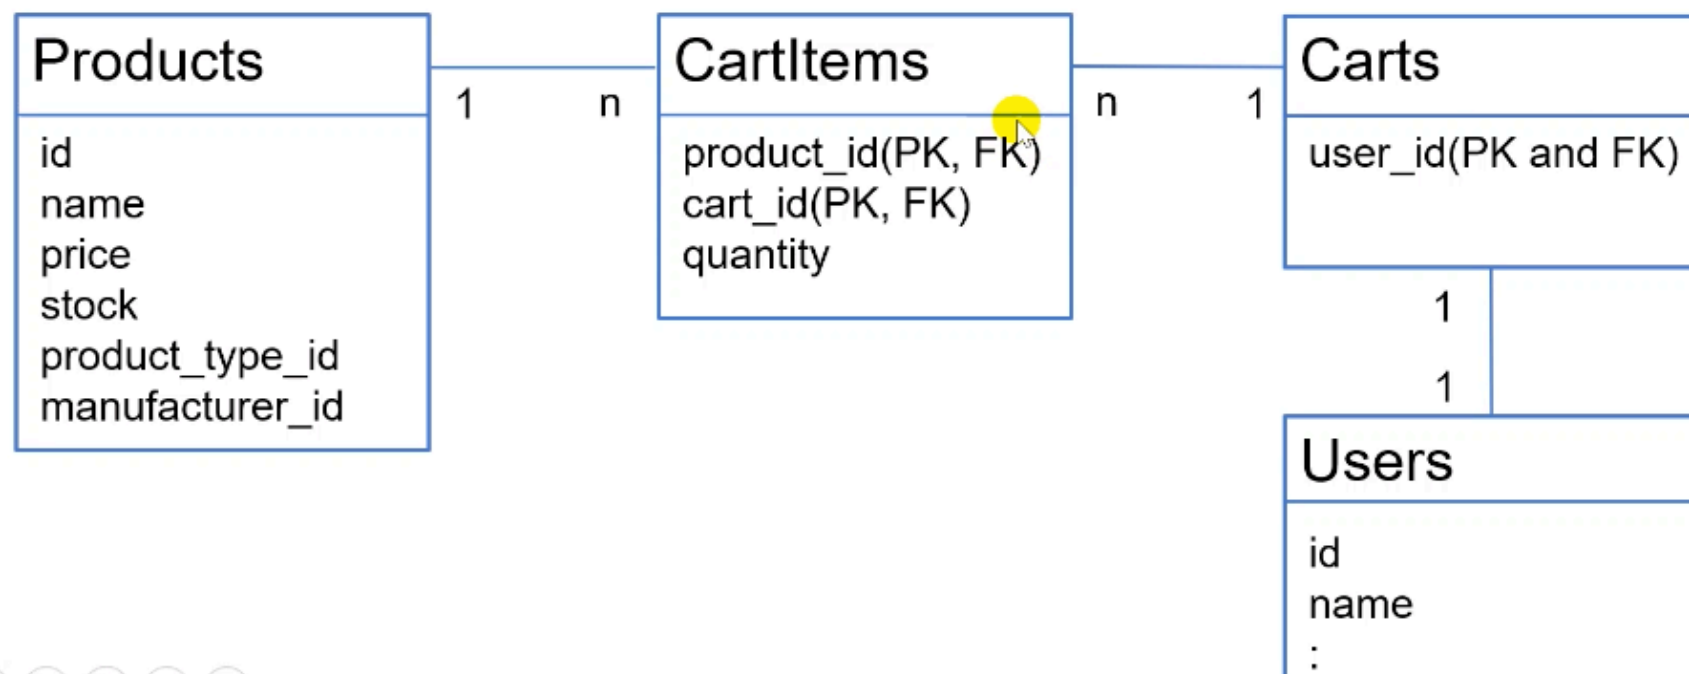 Products
1
n
CartItems
n
1
Carts
id
name
price
stock
product_type_id
manufacturer_id
product_id(PK, FK)
cart_id(PK, FK)
quantity
user_id(PK and FK)
1
1
Users
id
name
: